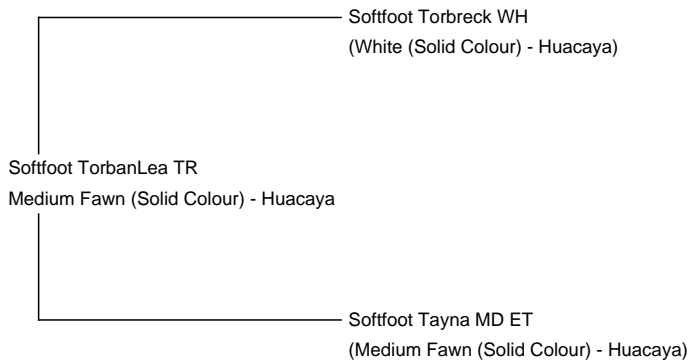 Softfoot Torbreck WH
(White (Solid Colour) - Huacaya)
Softfoot TorbanLea TR
Medium Fawn (Solid Colour) - Huacaya
Softfoot Tayna MD ET
(Medium Fawn (Solid Colour) - Huacaya)